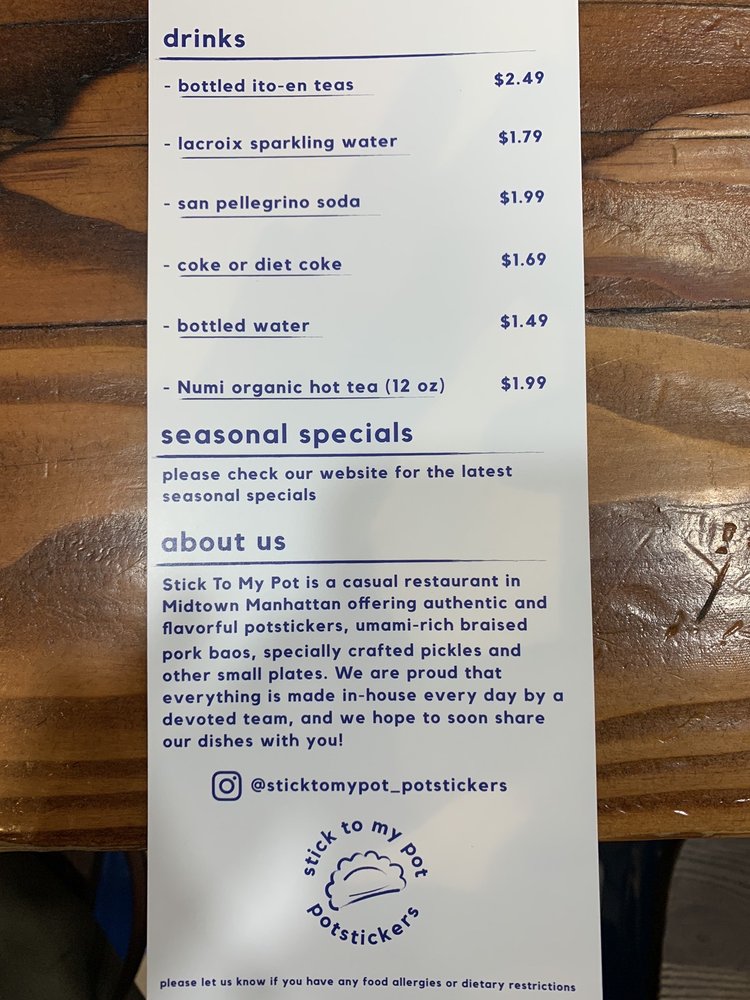 drinks
- bottled ito-en teas $2.49
- lacroix sparkling water $1.79
- san pellegrino soda $1.99
- coke or diet coke $1.69
- bottled water $1.49
- Numi organic hot tea (12 oz) $1.99
seasonal specials
please check our website for the latest
seasonal specials
about us
Stick To My Pot is a casual restaurant in
Midtown Manhattan offering authentic and
flavorful potstickers, umami-rich braised
pork baos, specially crafted pickles and
other small plates. We are proud that
everything is made in-house every day by a
devoted team, and we hope to soon share
our dishes with you!
@sticktomypot_potstickers
stick to my pot
potstickers
please let us know if you have any food allergies or dietary restrictions